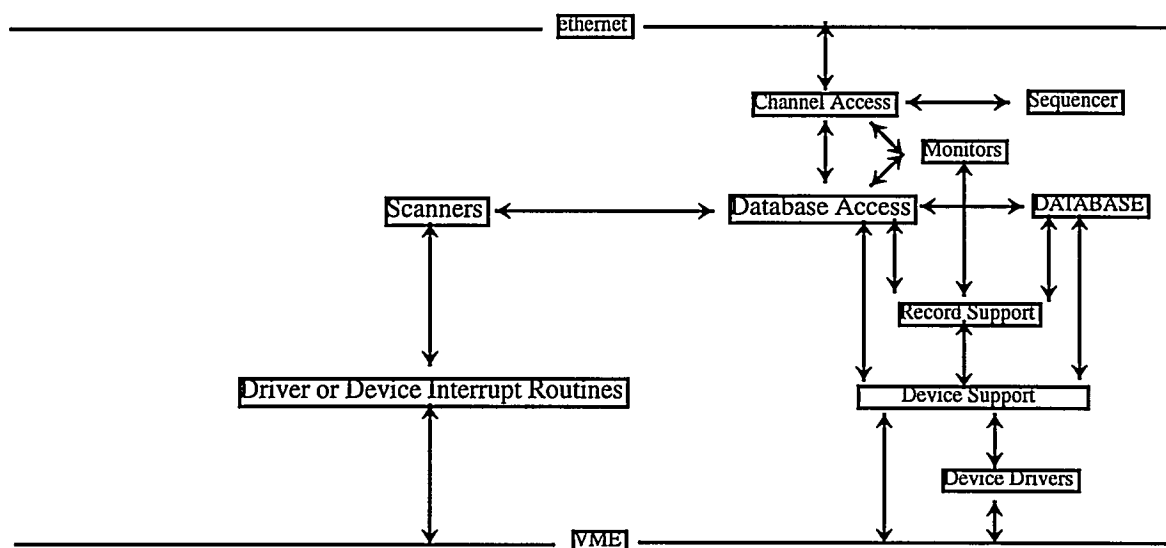 ethernet
Channel Access
Sequencer
Monitors
Scanners
Database Access
DATABASE
Record Support
Driver or Device Interrupt Routines
Device Support
Device Drivers
VME